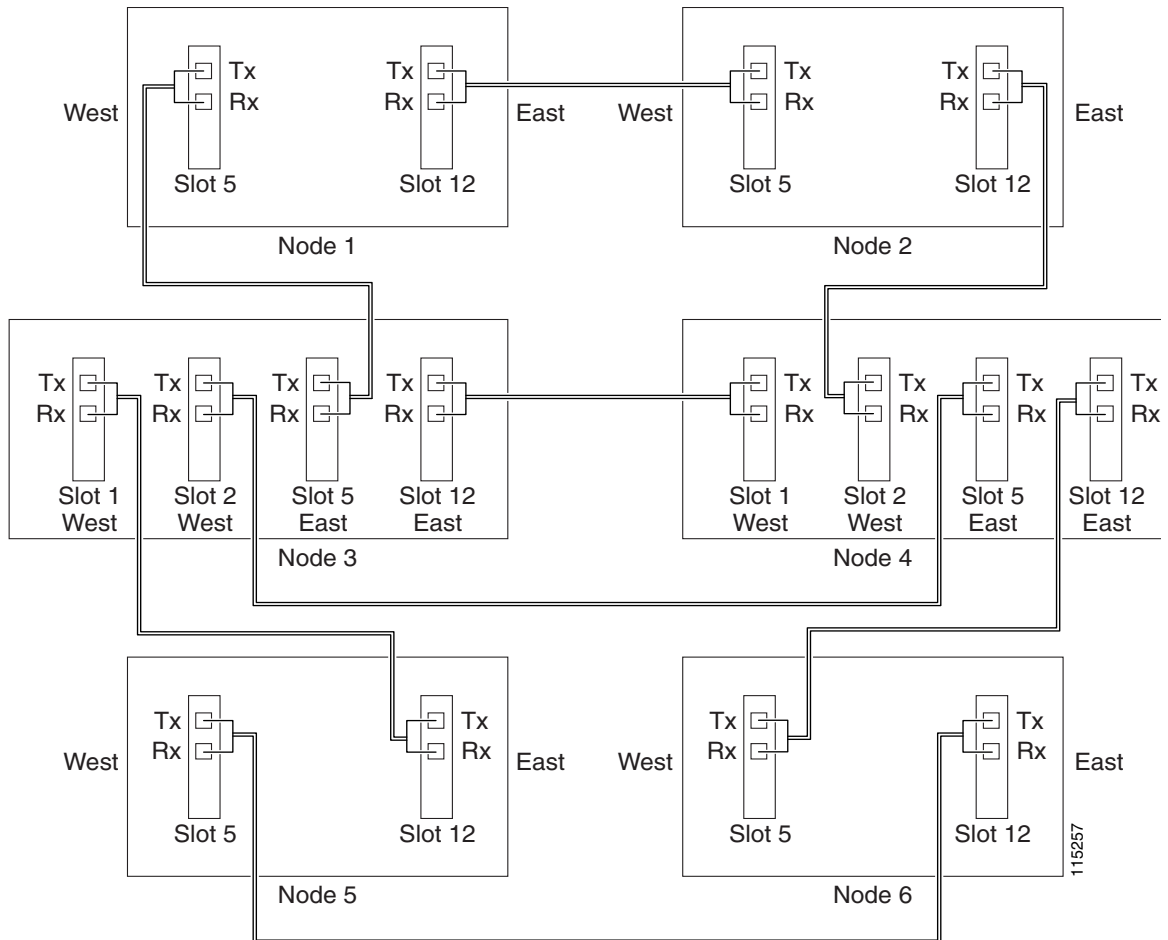 Tx Tx Tx Tx
Rx Rx Rx Rx
West East West East
Slot 5 Slot 12 Slot 5 Slot 12
Node 1 Node 2
Tx Tx Tx Tx Tx Tx Tx Tx
Rx Rx Rx Rx Rx Rx Rx Rx
Slot 1 Slot 2 Slot 5 Slot 12 Slot 1 Slot 2 Slot 5 Slot 12
West West East East West West East East
Node 3 Node 4
Tx Tx Tx Tx
Rx Rx Rx Rx
West East West East
Slot 5 Slot 12 Slot 5 Slot 12
115257
Node 5 Node 6